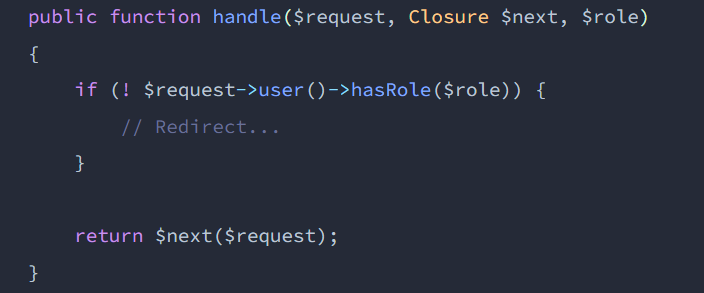 public function handle($request, Closure $next, $role)
{
    if (! $request->user()->hasRole($role)) {
        // Redirect...
    }
    return $next($request);
}